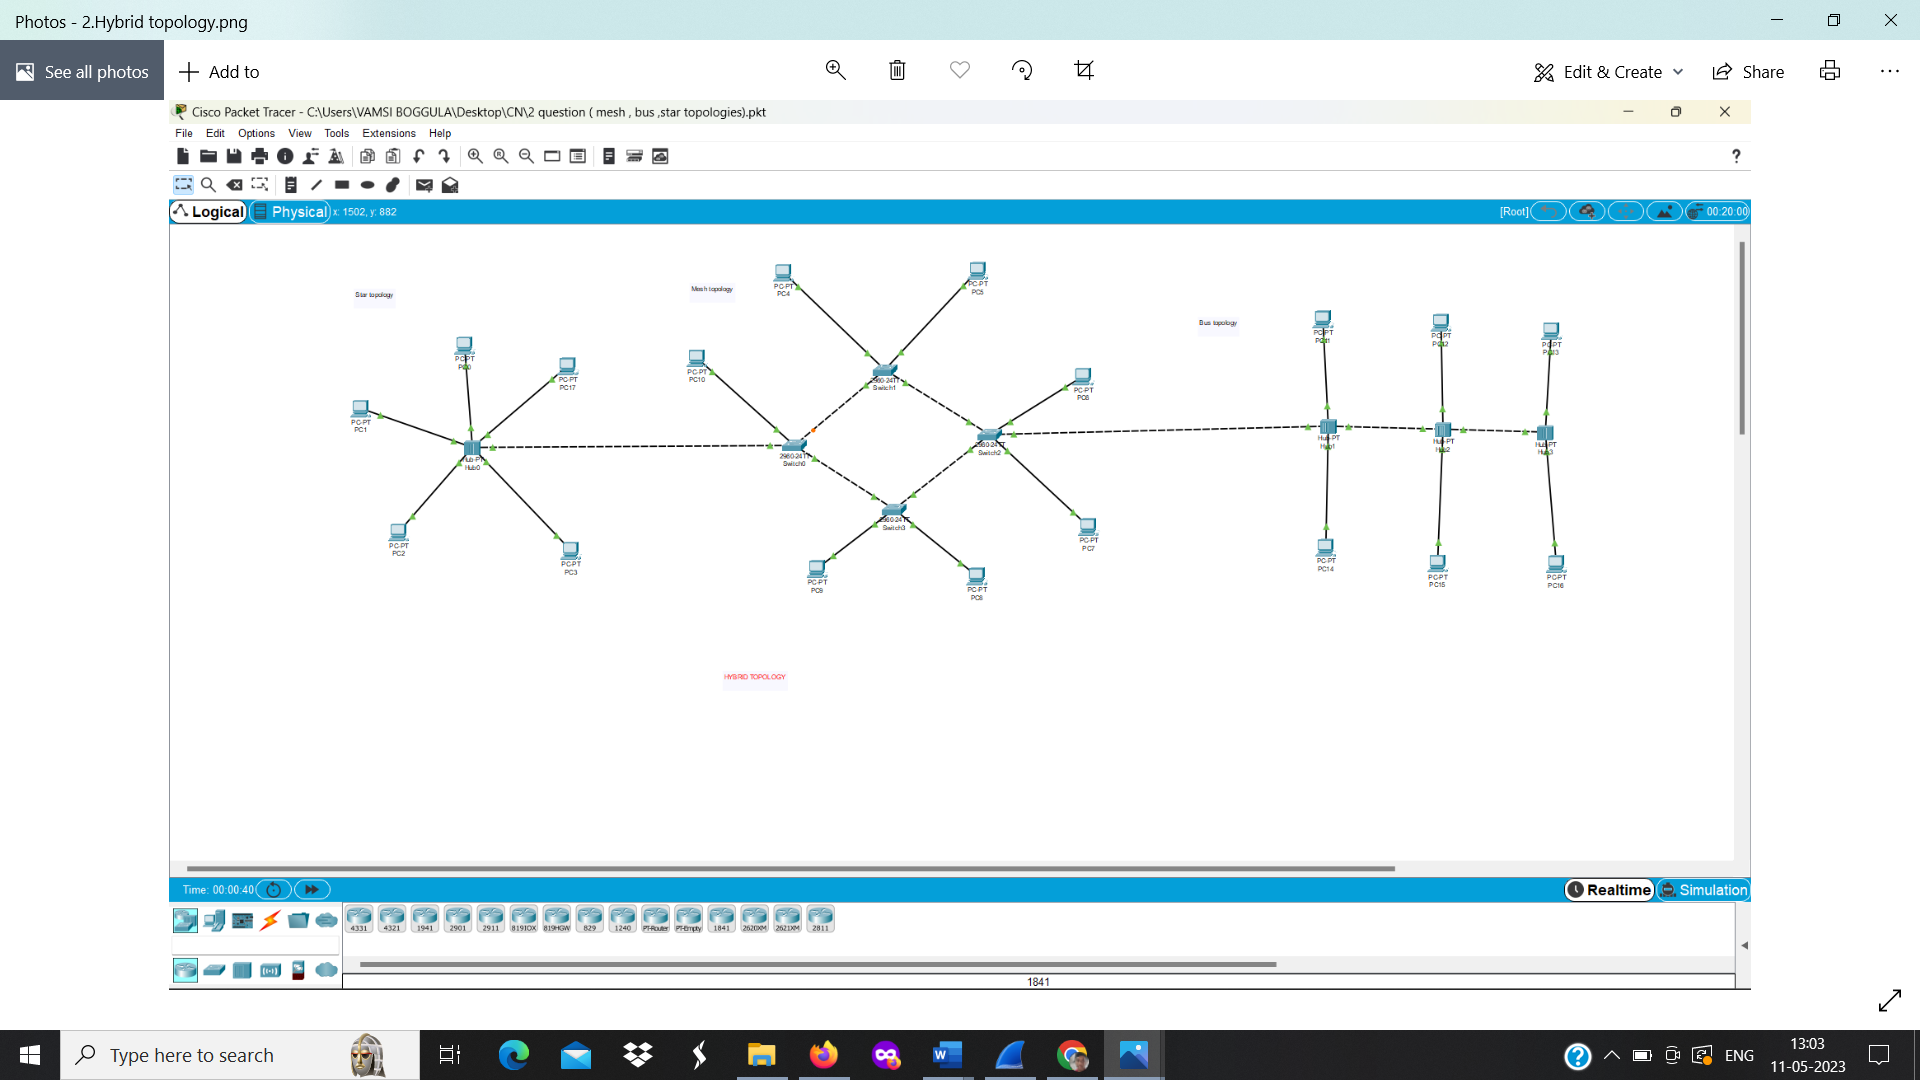 Photos - 2.Hybrid topology.png
See all photos
Add to
Edit & Create
Share
Cisco Packet Tracer - C:\Users\VAMSI BOGGULA\Desktop\CN\2 question ( mesh , bus ,star topologies).pkt
File Edit Options View Tools Extensions Help
Logical Physical x: 1502, y: 882
[Root] 00:20:00
Star topology
Mesh topology
Bus topology
PC-PT
PC4
PC-PT
PC5
PC-PT
PC0
PC-PT
PC17
PC-PT
PC1
PC-PT
PC2
PC-PT
PC3
Hub-PT
Hub0
PC-PT
PC10
2960-24TT
Switch1
2960-24TT
Switch0
2960-24TT
Switch2
2960-24TT
Switch3
PC-PT
PC-PT
PC7
PC-PT
PC9
PC-PT
PC-PT
PC11
PC-PT
PC12
PC-PT
PC13
Hub-PT
Hub1
Hub-PT
Hub2
Hub-PT
Hub3
PC-PT
PC14
PC-PT
PC15
PC-PT
PC16
HYBRID TOPOLOGY
Time: 00:00:40
Realtime Simulation
4331 4321 1941 2901 2911 819IOX 819HGW 829 1240 PT-Router PT-Empty 1841 2620XM 2621XM 2811
1841
Type here to search
ENG
13:03
11-05-2023